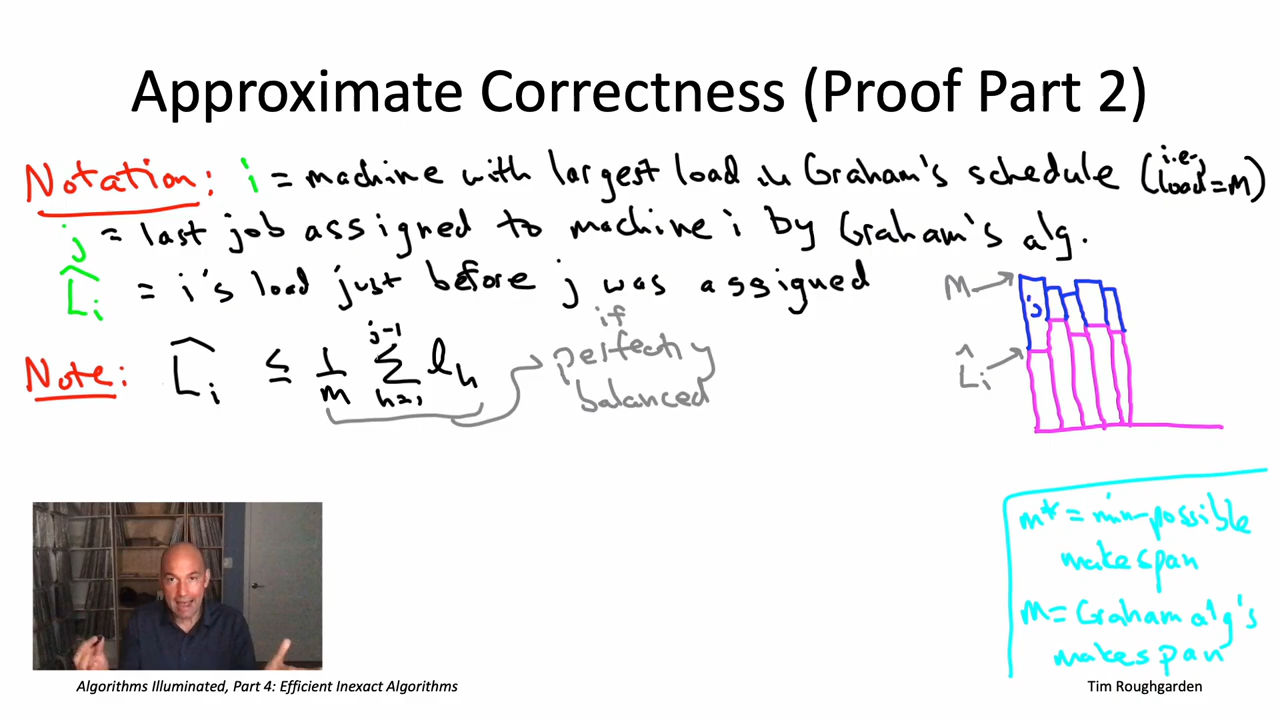 Approximate Correctness (Proof Part 2)
Notation: i = machine with largest load in Graham's schedule (i.e. load=M)
j = last job assigned to machine i by Graham's alg.
L̂i = i's load just before j was assigned
Note: L̂i ≤ 1/m ∑_{h=1}^{j-1} ℓh
if
perfectly
balanced
M
j
L̂i
m* = min-possible
makespan
M = Graham alg's
makespan
Algorithms Illuminated, Part 4: Efficient Inexact Algorithms
Tim Roughgarden